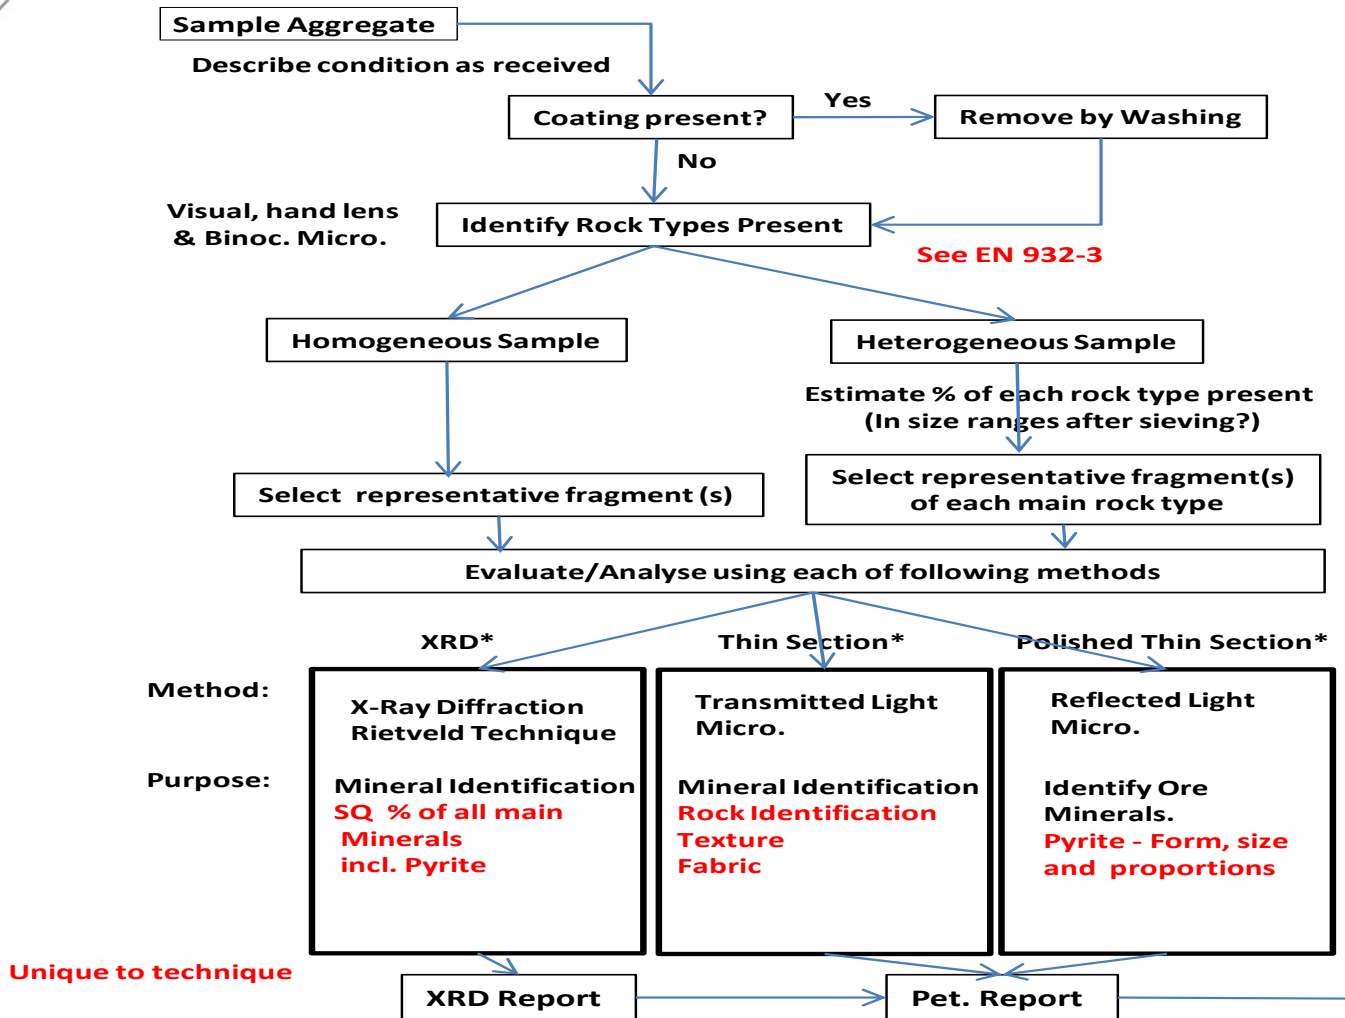 Sample Aggregate
Describe condition as received
Coating present?
Yes
Remove by Washing
No
Visual, hand lens
& Binoc. Micro.
Identify Rock Types Present
See EN 932-3
Homogeneous Sample
Heterogeneous Sample
Estimate % of each rock type present
(In size ranges after sieving?)
Select representative fragment (s)
Select representative fragment(s)
of each main rock type
Evaluate/Analyse using each of following methods
XRD*
Thin Section*
Polished Thin Section*
Method:
X-Ray Diffraction
Rietveld Technique
Transmitted Light
Micro.
Reflected Light
Micro.
Purpose:
Mineral Identification
SQ % of all main
Minerals
incl. Pyrite
Mineral Identification
Rock Identification
Texture
Fabric
Identify Ore
Minerals.
Pyrite - Form, size
and proportions
Unique to technique
XRD Report
Pet. Report